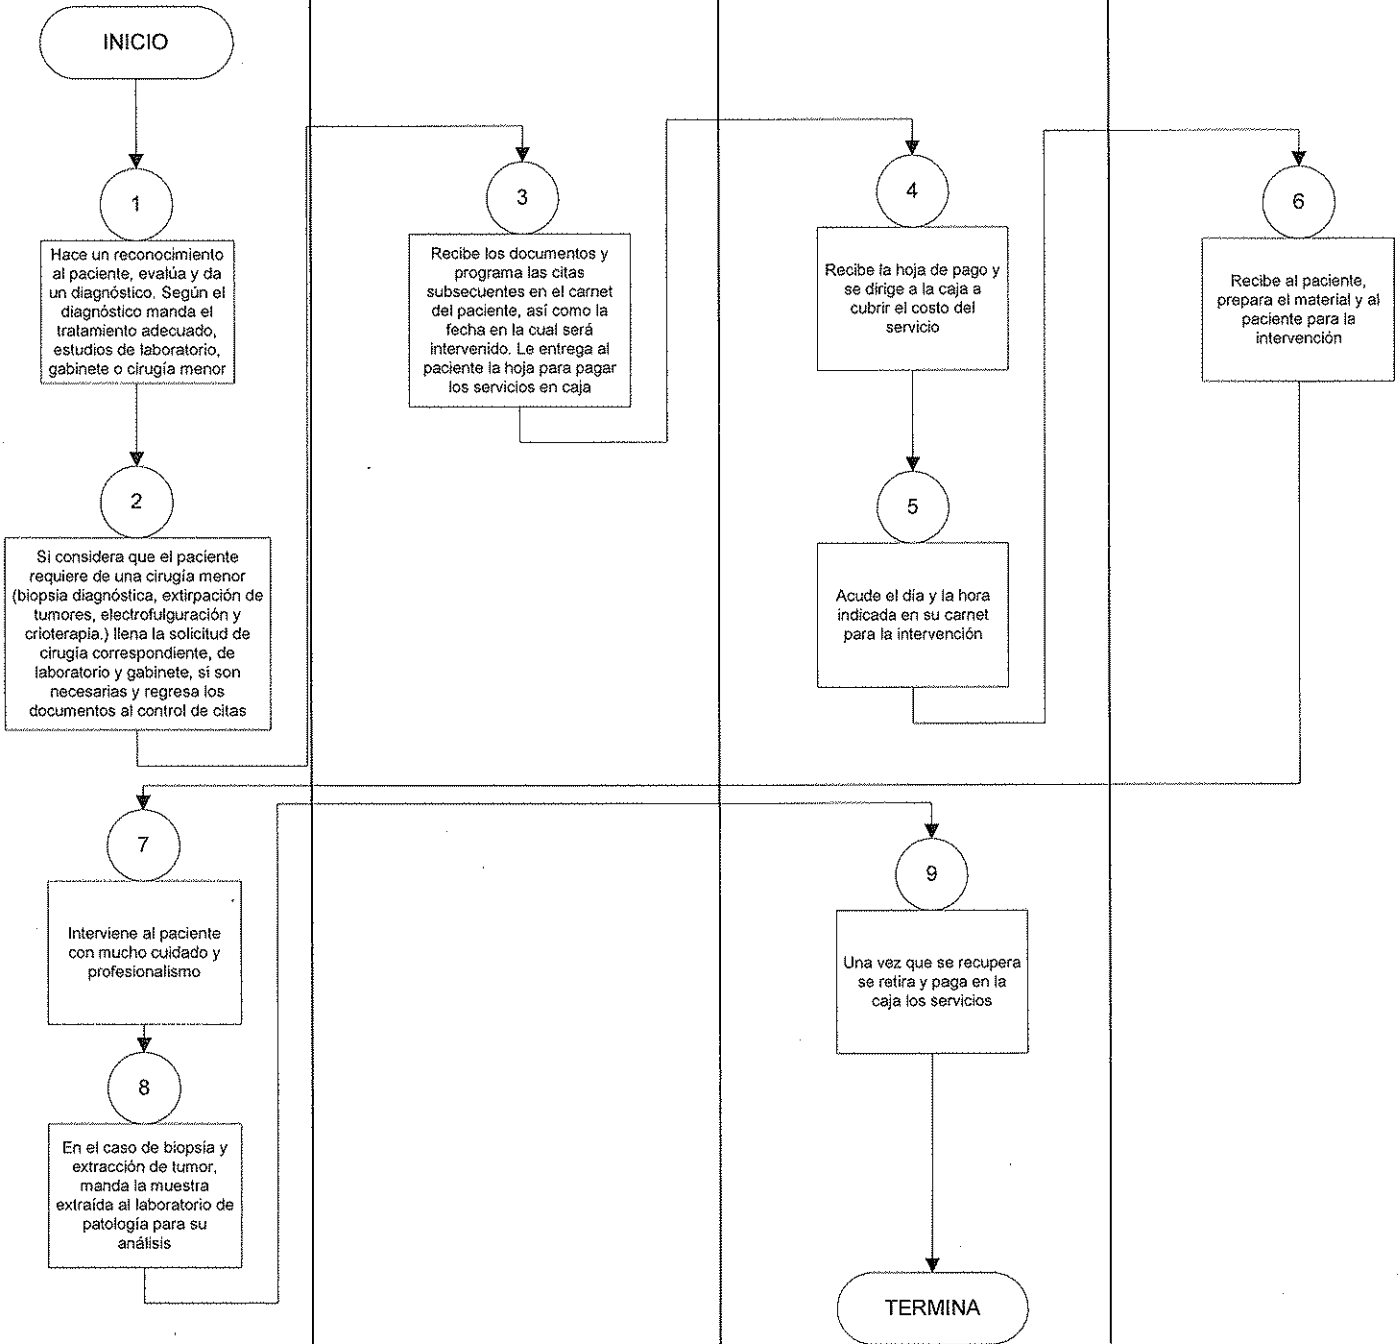 INICIO
1
Hace un reconocimiento
al paciente, evalúa y da
un diagnóstico. Según el
diagnóstico manda el
tratamiento adecuado,
estudios de laboratorio,
gabinete o cirugía menor
2
Si considera que el paciente
requiere de una cirugía menor
(biopsia diagnóstica, extirpación de
tumores, electrofulguración y
crioterapia.) llena la solicitud de
cirugía correspondiente, de
laboratorio y gabinete, si son
necesarias y regresa los
documentos al control de citas
3
Recibe los documentos y
programa las citas
subsecuentes en el carnet
del paciente, así como la
fecha en la cual será
intervenido. Le entrega al
paciente la hoja para pagar
los servicios en caja
4
Recibe la hoja de pago y
se dirige a la caja a
cubrir el costo del
servicio
5
Acude el día y la hora
indicada en su carnet
para la intervención
6
Recibe al paciente,
prepara el material y al
paciente para la
intervención
7
Interviene al paciente
con mucho cuidado y
profesionalismo
8
En el caso de biopsia y
extracción de tumor,
manda la muestra
extraída al laboratorio de
patología para su
análisis
9
Una vez que se recupera
se retira y paga en la
caja los servicios
TERMINA